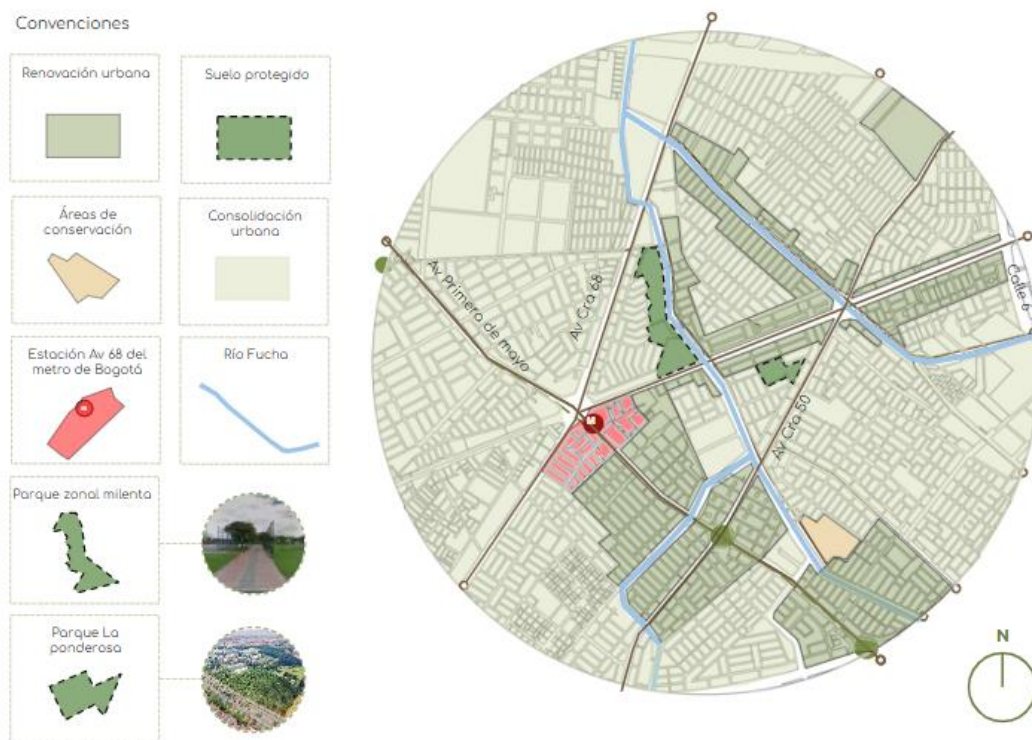 Convenciones
Renovación urbana
Suelo protegido
Áreas de
conservación
Consolidación
urbana
Estación Av 68 del
metro de Bogotá
Río Fucha
Parque zonal milenta
Parque La
ponderosa
Av. Primera de mayo
Av Cra 68
Av Cra 50
Calle 6
N